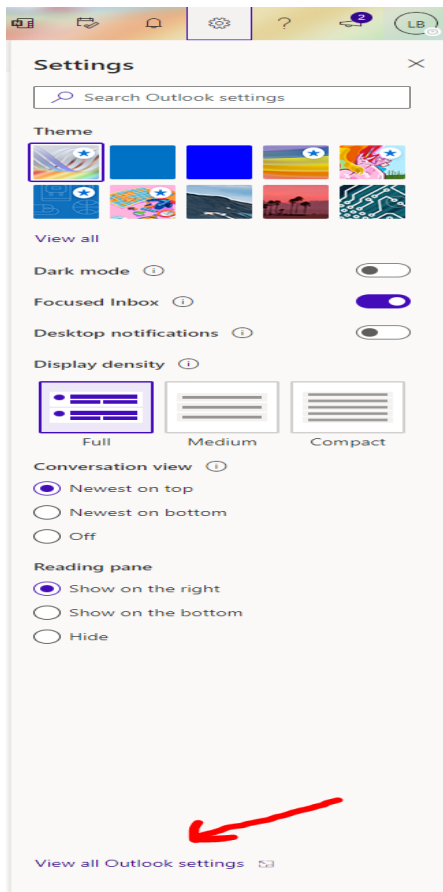 2
LB
Settings
Search Outlook settings
Theme
View all
Dark mode
Focused Inbox
Desktop notifications
Display density
Full Medium Compact
Conversation view
Newest on top
Newest on bottom
Off
Reading pane
Show on the right
Show on the bottom
Hide
View all Outlook settings